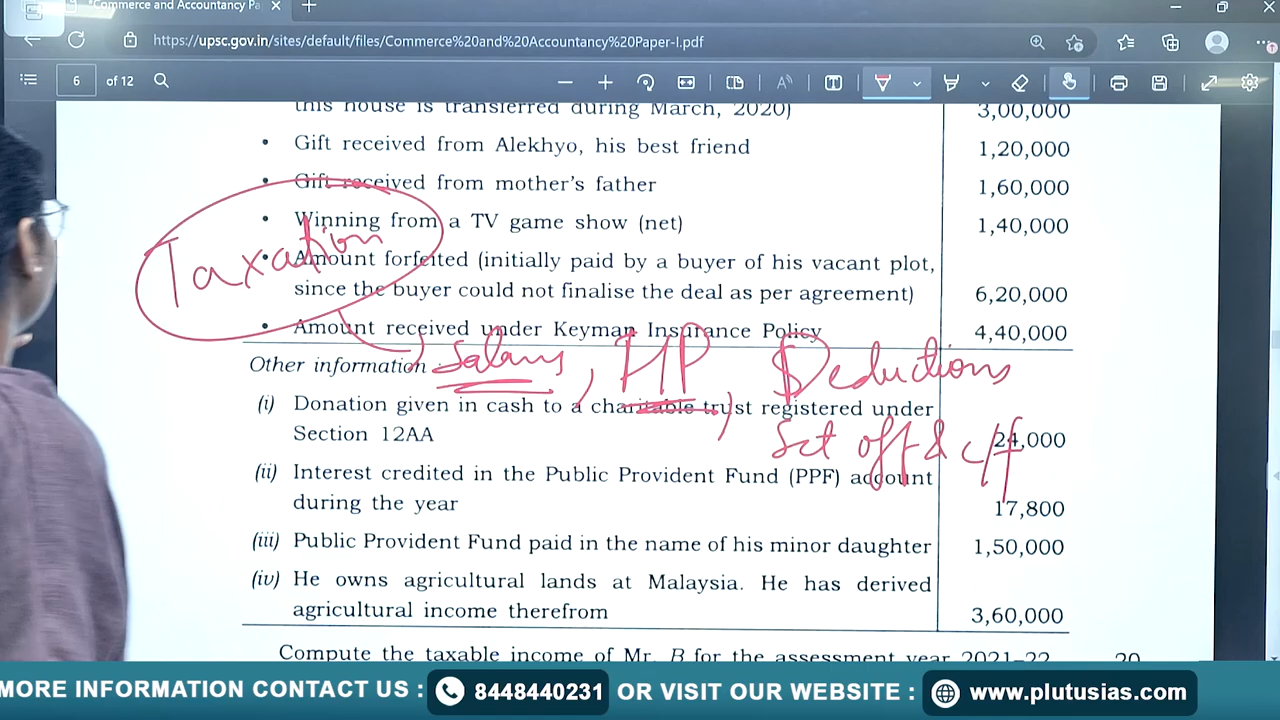 "Commerce and Accountancy Pa
https://upsc.gov.in/sites/default/files/Commerce%20and%20Accountancy%20Paper-I.pdf
6 of 12
this house is transferred during March, 2020) 3,00,000
• Gift received from Alekhyo, his best friend 1,20,000
• Gift received from mother's father 1,60,000
• Winning from a TV game show (net) 1,40,000
Taxation
• Amount forfeited (initially paid by a buyer of his vacant plot,
since the buyer could not finalise the deal as per agreement) 6,20,000
• Amount received under Keyman Insurance Policy 4,40,000
Other information
Salary, HP, Deductions
(i) Donation given in cash to a charitable trust registered under
Section 12AA 24,000
Set off & c/f
(ii) Interest credited in the Public Provident Fund (PPF) account
during the year 17,800
(iii) Public Provident Fund paid in the name of his minor daughter 1,50,000
(iv) He owns agricultural lands at Malaysia. He has derived
agricultural income therefrom 3,60,000
Compute the taxable income of Mr. B for the assessment year 2021–22. 20
MORE INFORMATION CONTACT US : 8448440231 OR VISIT OUR WEBSITE : www.plutusias.com